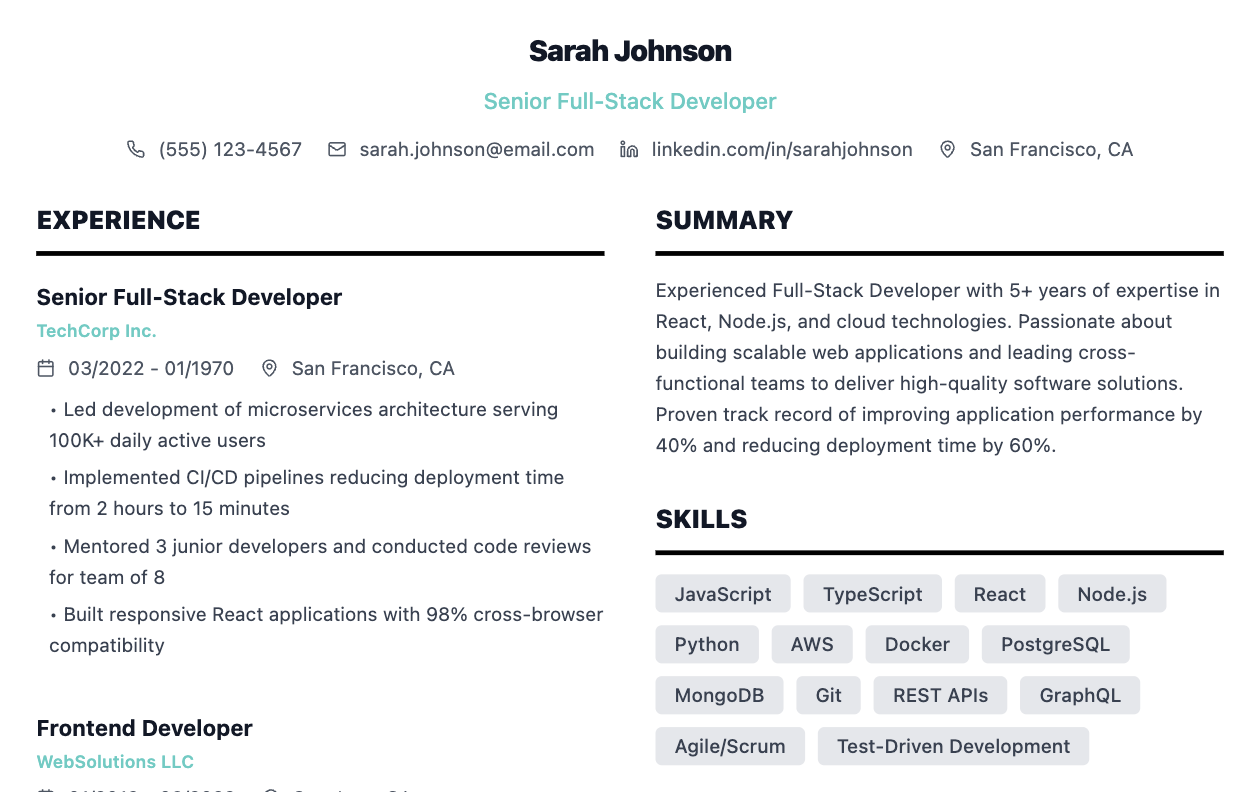 Sarah Johnson
Senior Full-Stack Developer
(555) 123-4567 sarah.johnson@email.com linkedin.com/in/sarahjohnson San Francisco, CA
EXPERIENCE
Senior Full-Stack Developer
TechCorp Inc.
03/2022 - 01/1970 San Francisco, CA
• Led development of microservices architecture serving
100K+ daily active users
• Implemented CI/CD pipelines reducing deployment time
from 2 hours to 15 minutes
• Mentored 3 junior developers and conducted code reviews
for team of 8
• Built responsive React applications with 98% cross-browser
compatibility
Frontend Developer
WebSolutions LLC
SUMMARY
Experienced Full-Stack Developer with 5+ years of expertise in
React, Node.js, and cloud technologies. Passionate about
building scalable web applications and leading cross-
functional teams to deliver high-quality software solutions.
Proven track record of improving application performance by
40% and reducing deployment time by 60%.
SKILLS
JavaScript TypeScript React Node.js
Python AWS Docker PostgreSQL
MongoDB Git REST APIs GraphQL
Agile/Scrum Test-Driven Development